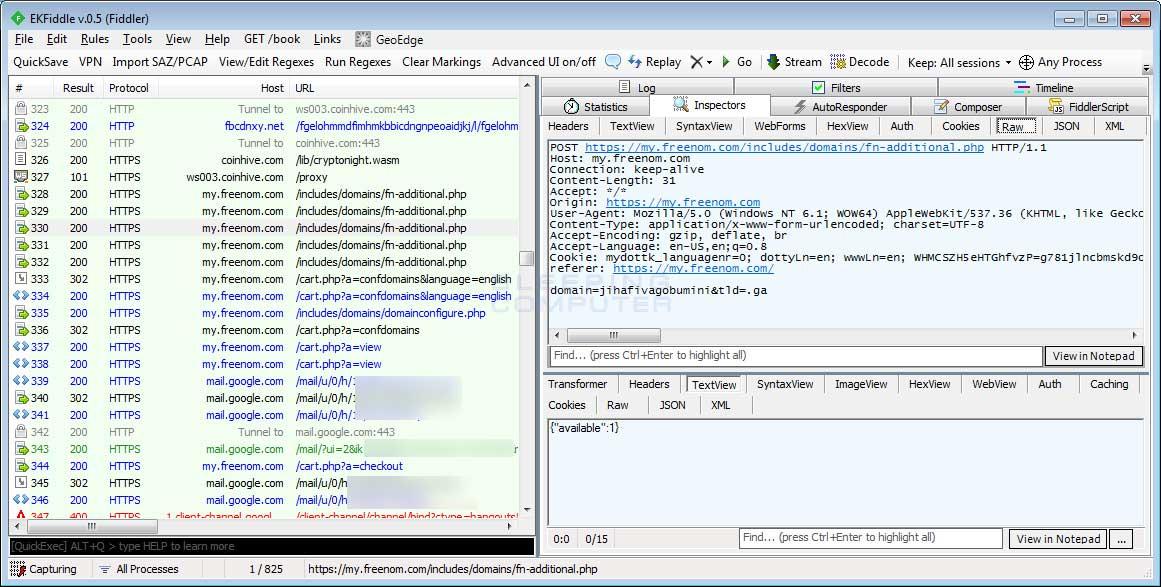 EKFiddle v.0.5 (Fiddler)
File Edit Rules Tools View Help GET /book Links GeoEdge
QuickSave VPN Import SAZ/PCAP View/Edit Regexes Run Regexes Clear Markings Advanced UI on/off Replay Go Stream Decode Keep: All sessions Any Process
# Result Protocol Host URL
323 200 HTTP Tunnel to ws003.coinhive.com:443
324 200 HTTP fbcdnxy.net
325 200 HTTP Tunnel to coinhive.com:443
326 200 HTTPS coinhive.com /lib/cryptonight.wasm
327 101 HTTPS ws003.coinhive.com /proxy
328 200 HTTPS my.freenom.com /includes/domains/fn-additional.php
329 200 HTTPS my.freenom.com /includes/domains/fn-additional.php
330 200 HTTPS my.freenom.com /includes/domains/fn-additional.php
331 200 HTTPS my.freenom.com /includes/domains/fn-additional.php
332 200 HTTPS my.freenom.com /includes/domains/fn-additional.php
333 302 HTTPS my.freenom.com /cart.php?a=confdomains&language=english
334 200 HTTPS my.freenom.com /cart.php?a=confdomains&language=english
335 200 HTTPS my.freenom.com /includes/domains/domainconfigure.php
336 302 HTTPS my.freenom.com /cart.php?a=confdomains
337 200 HTTPS my.freenom.com /cart.php?a=view
338 200 HTTPS my.freenom.com /cart.php?a=view
339 200 HTTPS mail.google.com /mail/u/0/h/1
340 200 HTTPS mail.google.com /mail/u/0/h/
341 200 HTTPS mail.google.com /mail/u/0/h/
342 200 HTTP Tunnel to mail.google.com:443
343 200 HTTPS mail.google.com /mail/?ui=2&ik
344 200 HTTPS my.freenom.com /cart.php?a=checkout
345 302 HTTPS mail.google.com /mail/u/0/h
346 200 HTTPS mail.google.com /mail/u/0/h
347 400 HTTPS 1.client-channel.googl... /client-channel/channel/bind?ctype=hangouts
[QuickExec] ALT+Q > type HELP to learn more
Log Filters Timeline
Statistics Inspectors AutoResponder Composer FiddlerScript
Headers TextView SyntaxView WebForms HexView Auth Cookies Raw JSON XML
POST https://my.freenom.com/includes/domains/fn-additional.php HTTP/1.1
Host: my.freenom.com
Connection: keep-alive
Content-Length: 31
Accept: */*
Origin: https://my.freenom.com
User-Agent: Mozilla/5.0 (Windows NT 6.1; WOW64) AppleWebKit/537.36 (KHTML, like Gecko
Content-Type: application/x-www-form-urlencoded; charset=UTF-8
Accept-Encoding: gzip, deflate, br
Accept-Language: en-US,en;q=0.8
Cookie: mydottk_languagenr=0; dottyLn=en; wwwLn=en; WHMCSZH5eHTGhfvzP=g781jlncbmskd9o
referer: https://my.freenom.com/
domain=jihafivagobumini&tld=.ga
BLEEPING
COMPUTER
Find... (press Ctrl+Enter to highlight all) View in Notepad
Transformer Headers TextView SyntaxView ImageView HexView WebView Auth Caching
Cookies Raw JSON XML
{"available":1}
0:0 0/15 Find... (press Ctrl+Enter to highlight all) View in Notepad ...
Capturing All Processes 1 / 825 https://my.freenom.com/includes/domains/fn-additional.php